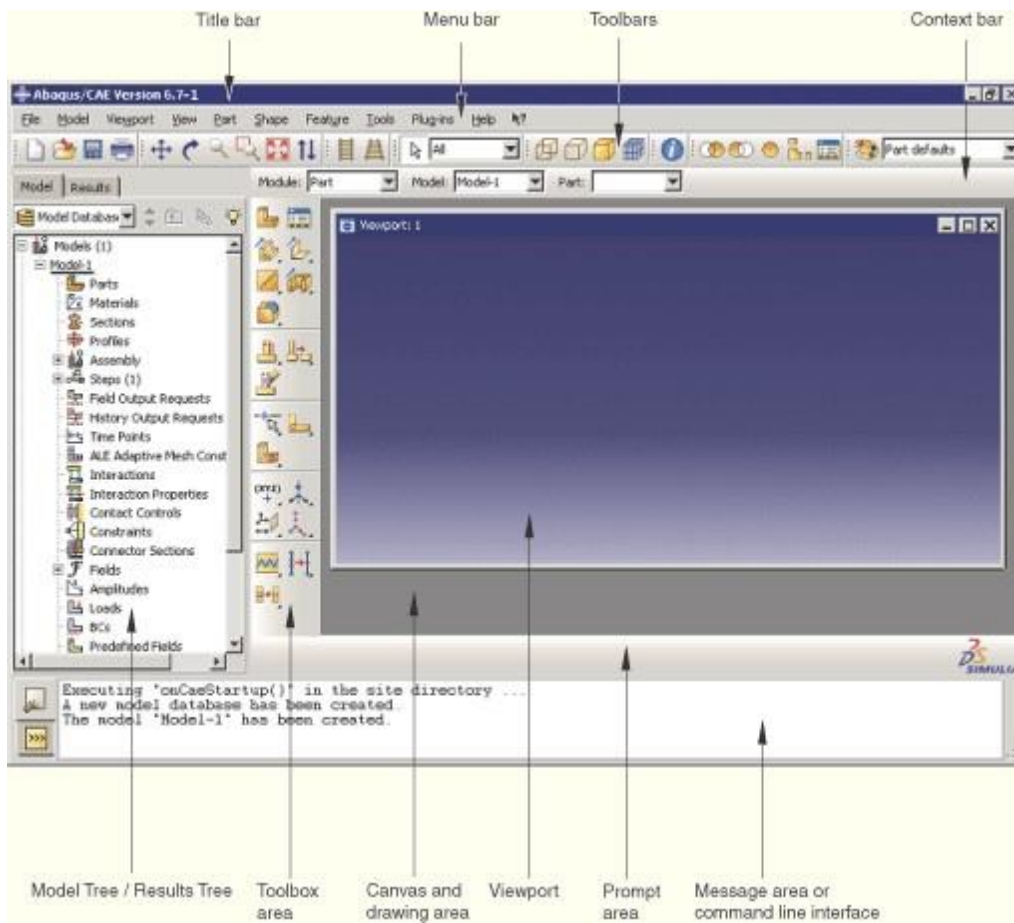 Title bar
Menu bar
Toolbars
Context bar
Abaqus/CAE Version 6.7-1
File Model Viewport View Part Shape Feature Tools Plug-ins Help
All
Part defaults
Model Results
Module: Part Model: Model-1 Part:
Model Databas
Viewport: 1
Models (1)
Model-1
Parts
Materials
Sections
Profiles
Assembly
Steps (1)
Field Output Requests
History Output Requests
Time Points
ALE Adaptive Mesh Const
Interactions
Interaction Properties
Contact Controls
Constraints
Connector Sections
Fields
Amplitudes
Loads
BCs
Predefined Fields
(XYZ)
SIMULIA
Executing "onCaeStartup()" in the site directory ...
A new model database has been created.
The model "Model-1" has been created.
>>>
Model Tree / Results Tree
Toolbox
area
Canvas and
drawing area
Viewport
Prompt
area
Message area or
command line interface